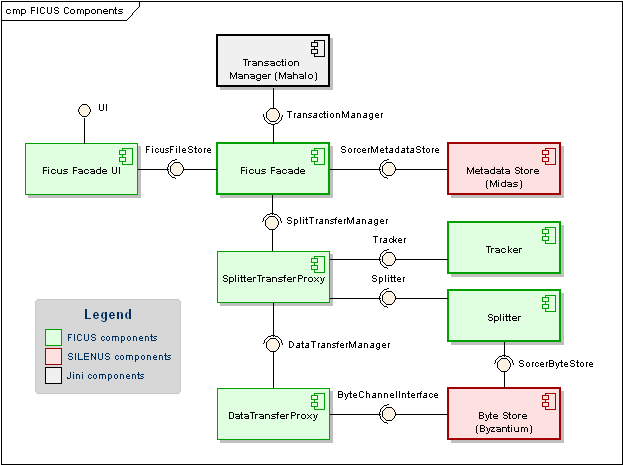 cmp FICUS Components
Transaction
Manager (Mahalo)
UI
TransactionManager
FicusFileStore
SorcerMetadataStore
Ficus Facade UI
Ficus Facade
Metadata Store
(Midas)
SplitTransferManager
Tracker
Tracker
SplitterTransferProxy
Splitter
Legend
Splitter
FICUS components
DataTransferManager
SILENUS components
SorcerByteStore
Jini components
ByteChannelInterface
DataTransferProxy
Byte Store
(Byzantium)